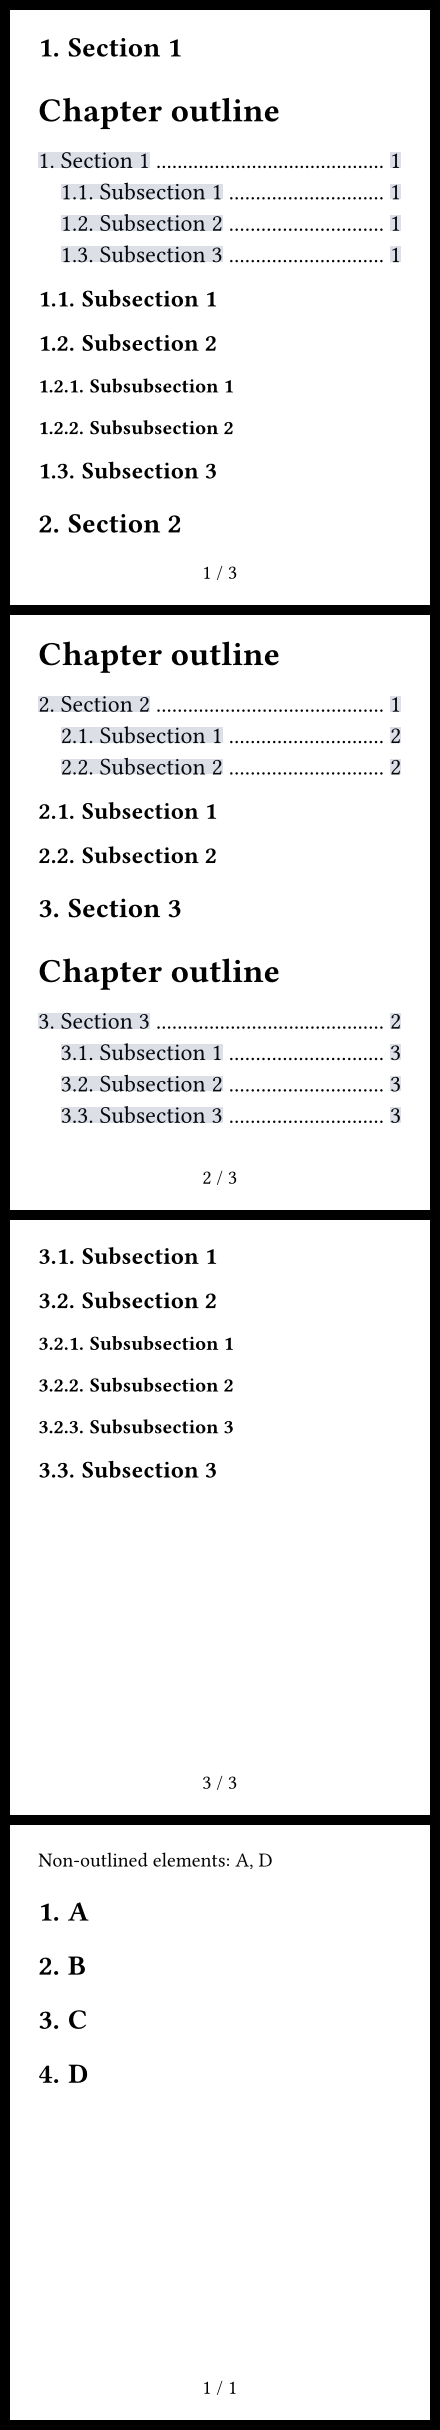 1. Section 1
Chapter outline
1. Section 1 ........................................ 1
1.1. Subsection 1 ........................... 1
1.2. Subsection 2 ........................... 1
1.3. Subsection 3 ........................... 1
1.1. Subsection 1
1.2. Subsection 2
1.2.1. Subsubsection 1
1.2.2. Subsubsection 2
1.3. Subsection 3
2. Section 2
1 / 3
Chapter outline
2. Section 2 ........................................ 1
2.1. Subsection 1 ........................... 2
2.2. Subsection 2 ........................... 2
2.1. Subsection 1
2.2. Subsection 2
3. Section 3
Chapter outline
3. Section 3 ........................................ 2
3.1. Subsection 1 ........................... 3
3.2. Subsection 2 ........................... 3
3.3. Subsection 3 ........................... 3
2 / 3
3.1. Subsection 1
3.2. Subsection 2
3.2.1. Subsubsection 1
3.2.2. Subsubsection 2
3.2.3. Subsubsection 3
3.3. Subsection 3
3 / 3
Non-outlined elements: A, D
1. A
2. B
3. C
4. D
1 / 1